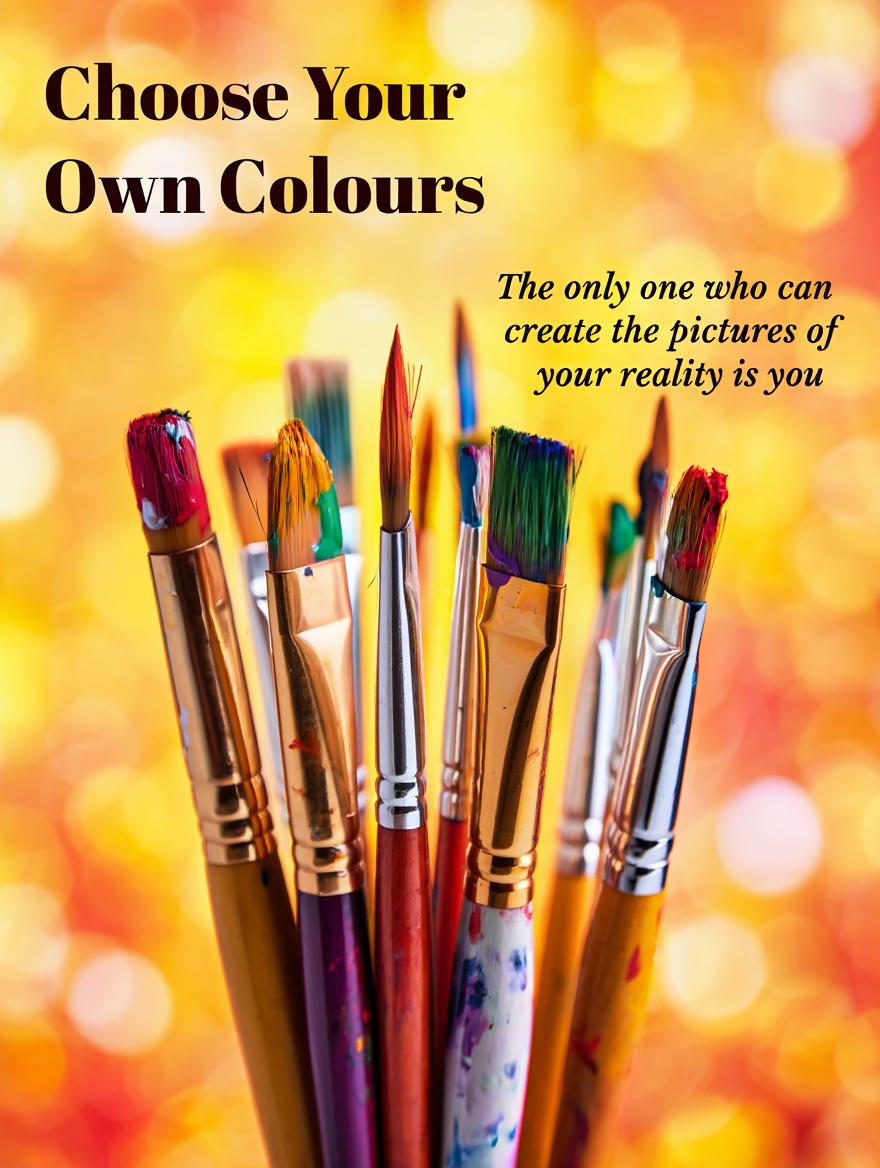 Choose Your
Own Colours
The only one who can
create the pictures of
your reality is you